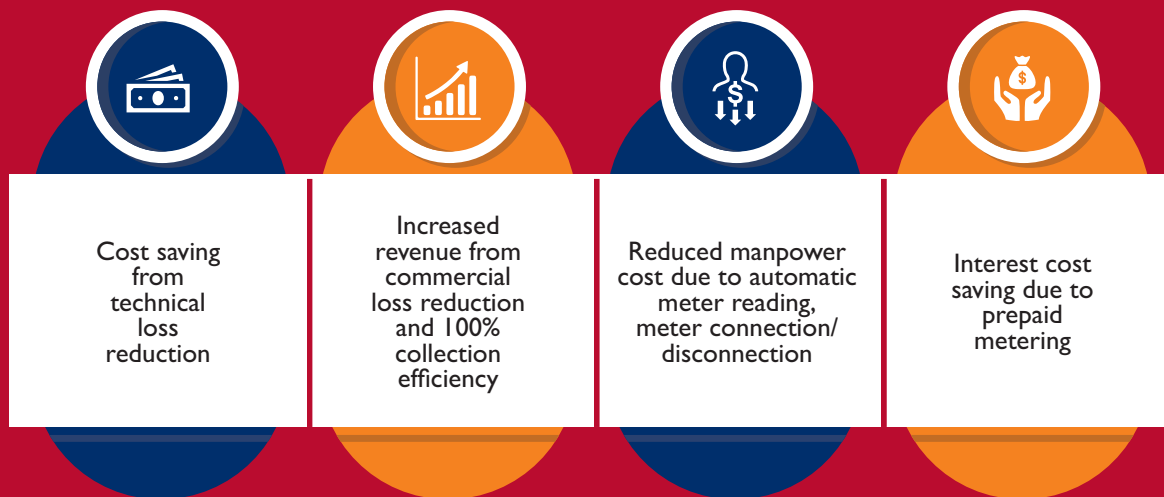 Cost saving
from
technical
loss
reduction
Increased
revenue from
commercial
loss reduction
and 100%
collection
efficiency
Reduced manpower
cost due to automatic
meter reading,
meter connection/
disconnection
Interest cost
saving due to
prepaid
metering